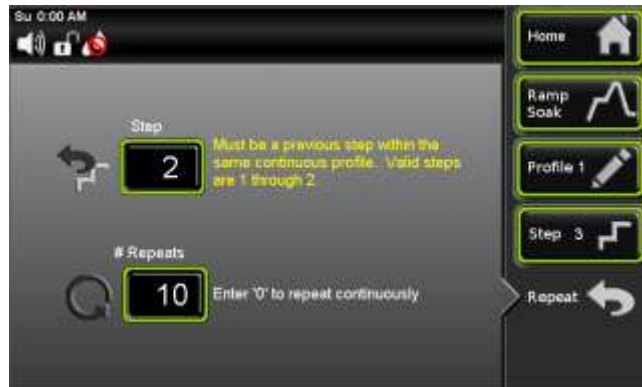 Su 0:00 AM
Home
Ramp
Soak
Profile 1
Step 3
Repeat
Step
2
Must be a previous step within the
same continuous profile. Valid steps
are 1 through 2
# Repeats
10
Enter '0' to repeat continuously